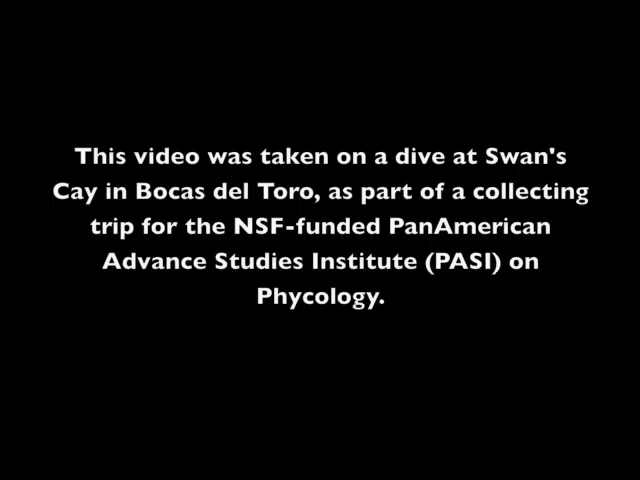 This video was taken on a dive at Swan's
Cay in Bocas del Toro, as part of a collecting
trip for the NSF-funded PanAmerican
Advance Studies Institute (PASI) on
Phycology.